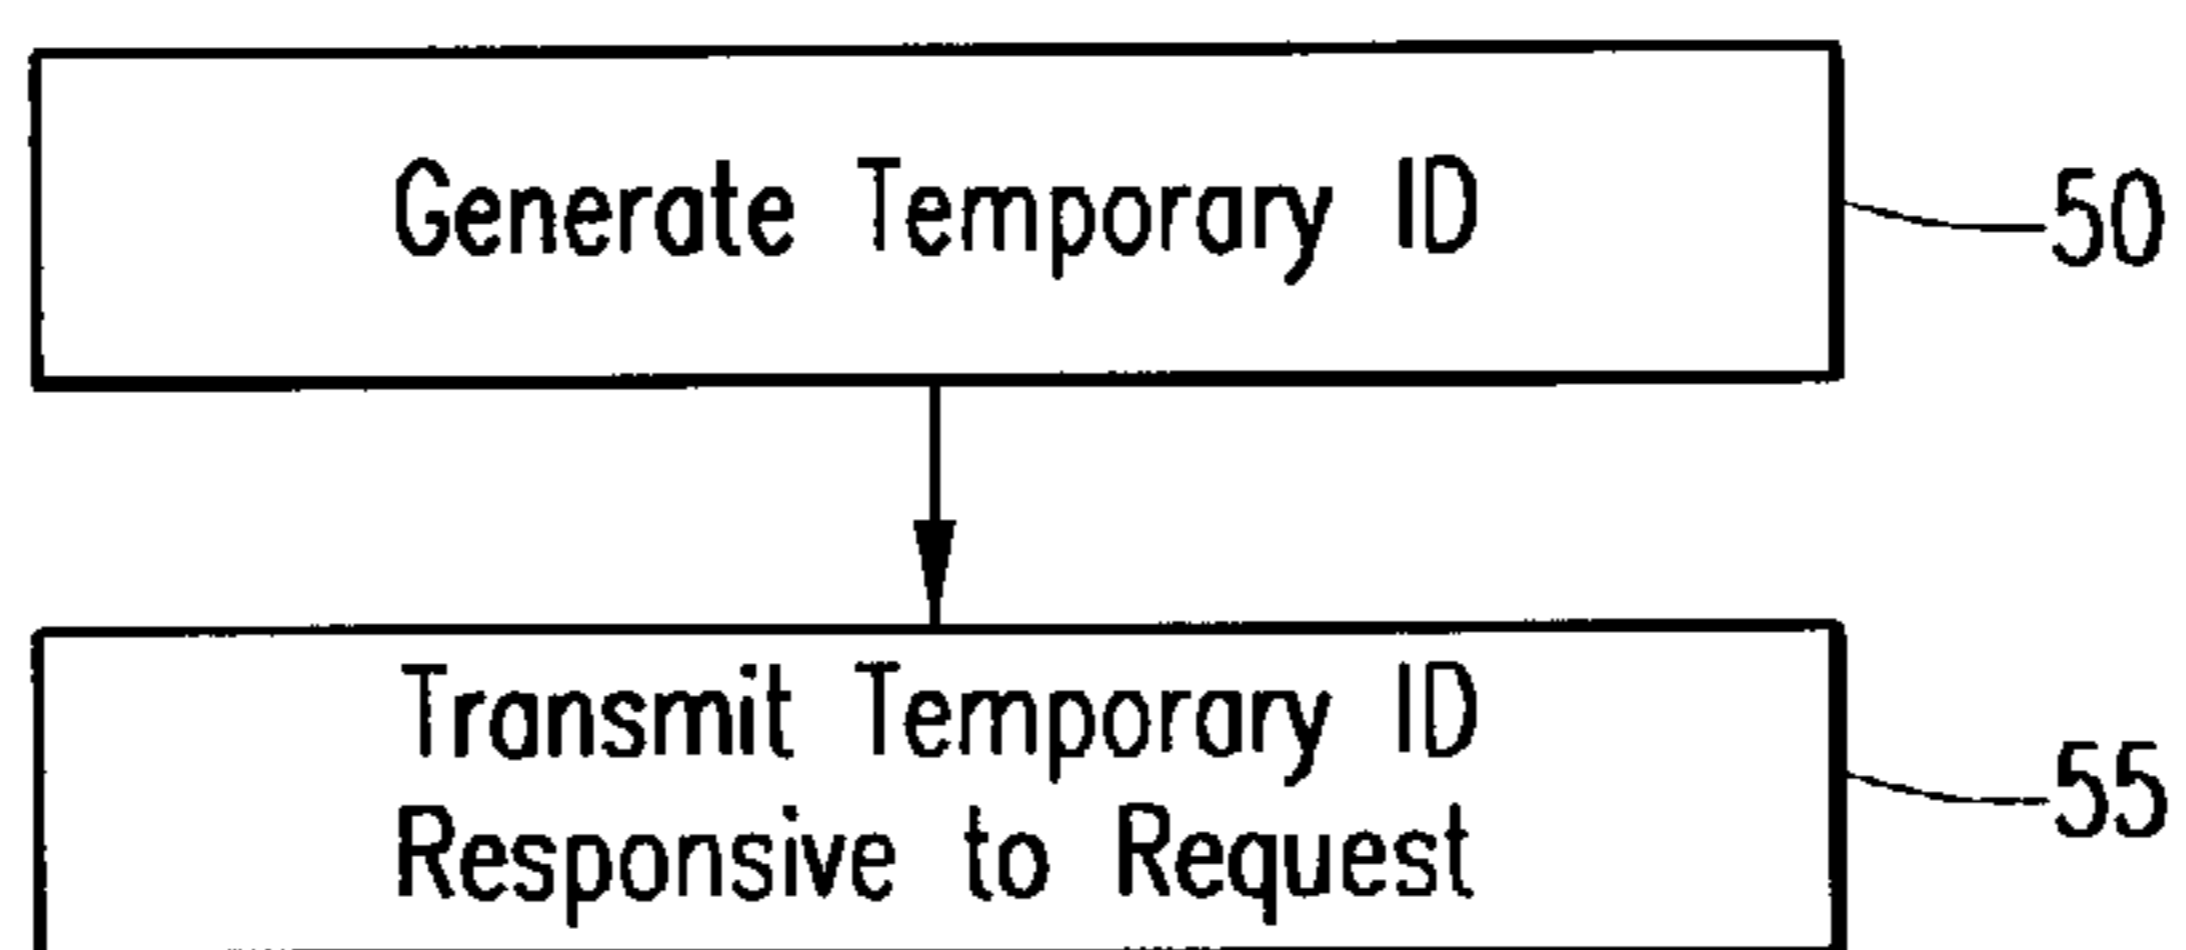 Generate Temporary ID
50
Transmit Temporary ID
Responsive to Request
55